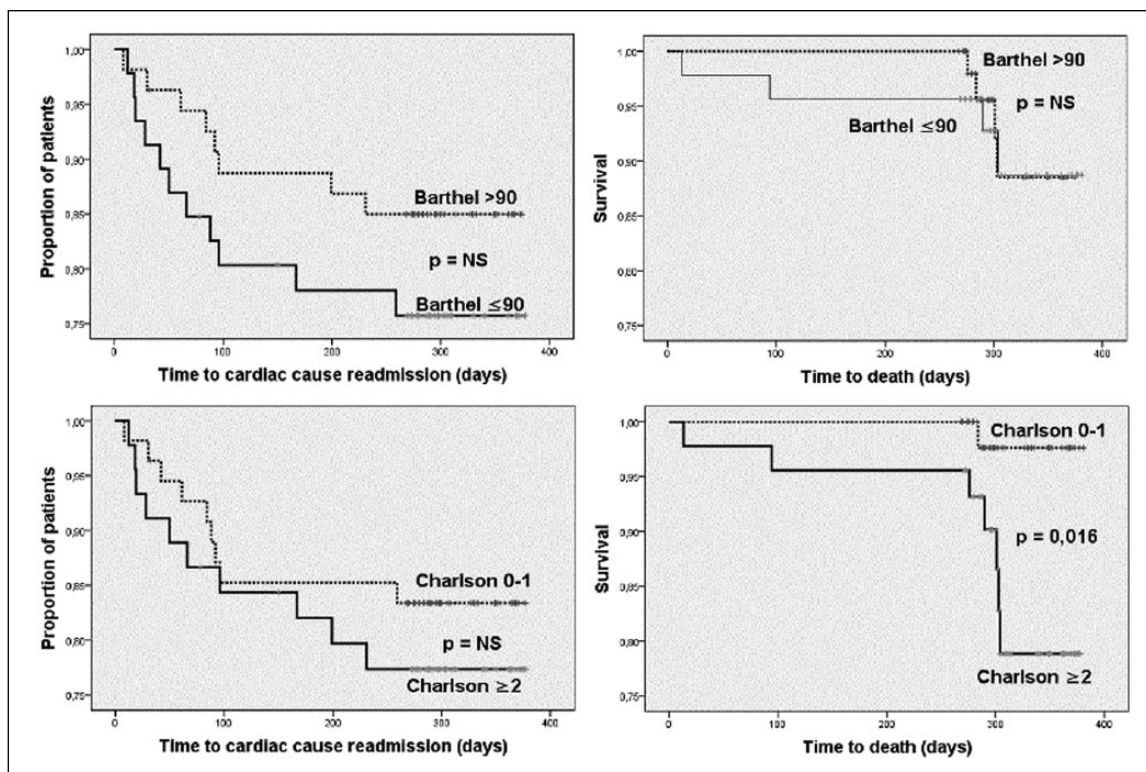 Proportion of patients
1,00
0,95
0,90
0,85
0,80
0,75
Barthel >90
p = NS
Barthel ≤90
0
100
200
300
400
Time to cardiac cause readmission (days)
Survival
1,00
0,95
0,90
0,85
0,80
0,75
Barthel >90
p = NS
Barthel ≤90
0
100
200
300
400
Time to death (days)
Proportion of patients
1,00
0,95
0,90
0,85
0,80
0,75
Charlson 0-1
p = NS
Charlson ≥2
0
100
200
300
400
Time to cardiac cause readmission (days)
Survival
1,00
0,95
0,90
0,85
0,80
0,75
Charlson 0-1
p = 0,016
Charlson ≥2
0
100
200
300
400
Time to death (days)